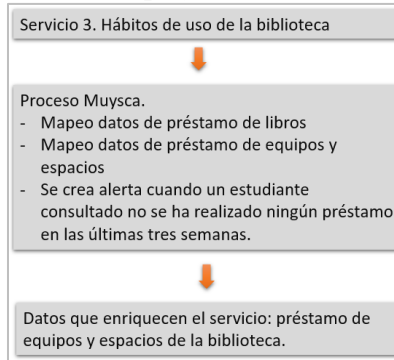 Servicio 3. Hábitos de uso de la biblioteca
Proceso Muysca.
- Mapeo datos de préstamo de libros
- Mapeo datos de préstamo de equipos y
espacios
- Se crea alerta cuando un estudiante
consultado no se ha realizado ningún préstamo
en las últimas tres semanas.
Datos que enriquecen el servicio: préstamo de
equipos y espacios de la biblioteca.